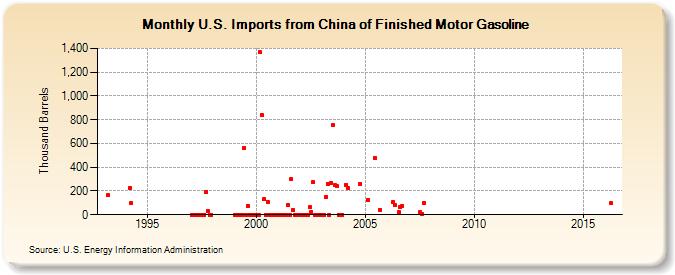 Monthly U.S. Imports from China of Finished Motor Gasoline
Thousand Barrels
1,400
1,200
1,000
800
600
400
200
0
1995 2000 2005 2010 2015
Source: U.S. Energy Information Administration